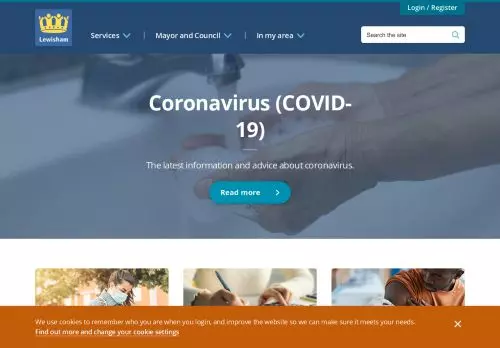 Login / Register
Lewisham
Services
Mayor and Council
In my area
Search the site
Coronavirus (COVID-
19)
The latest information and advice about coronavirus.
Read more
We use cookies to remember who you are when you login, and improve the website so we can make sure it meets your needs.
Find out more and change your cookie settings